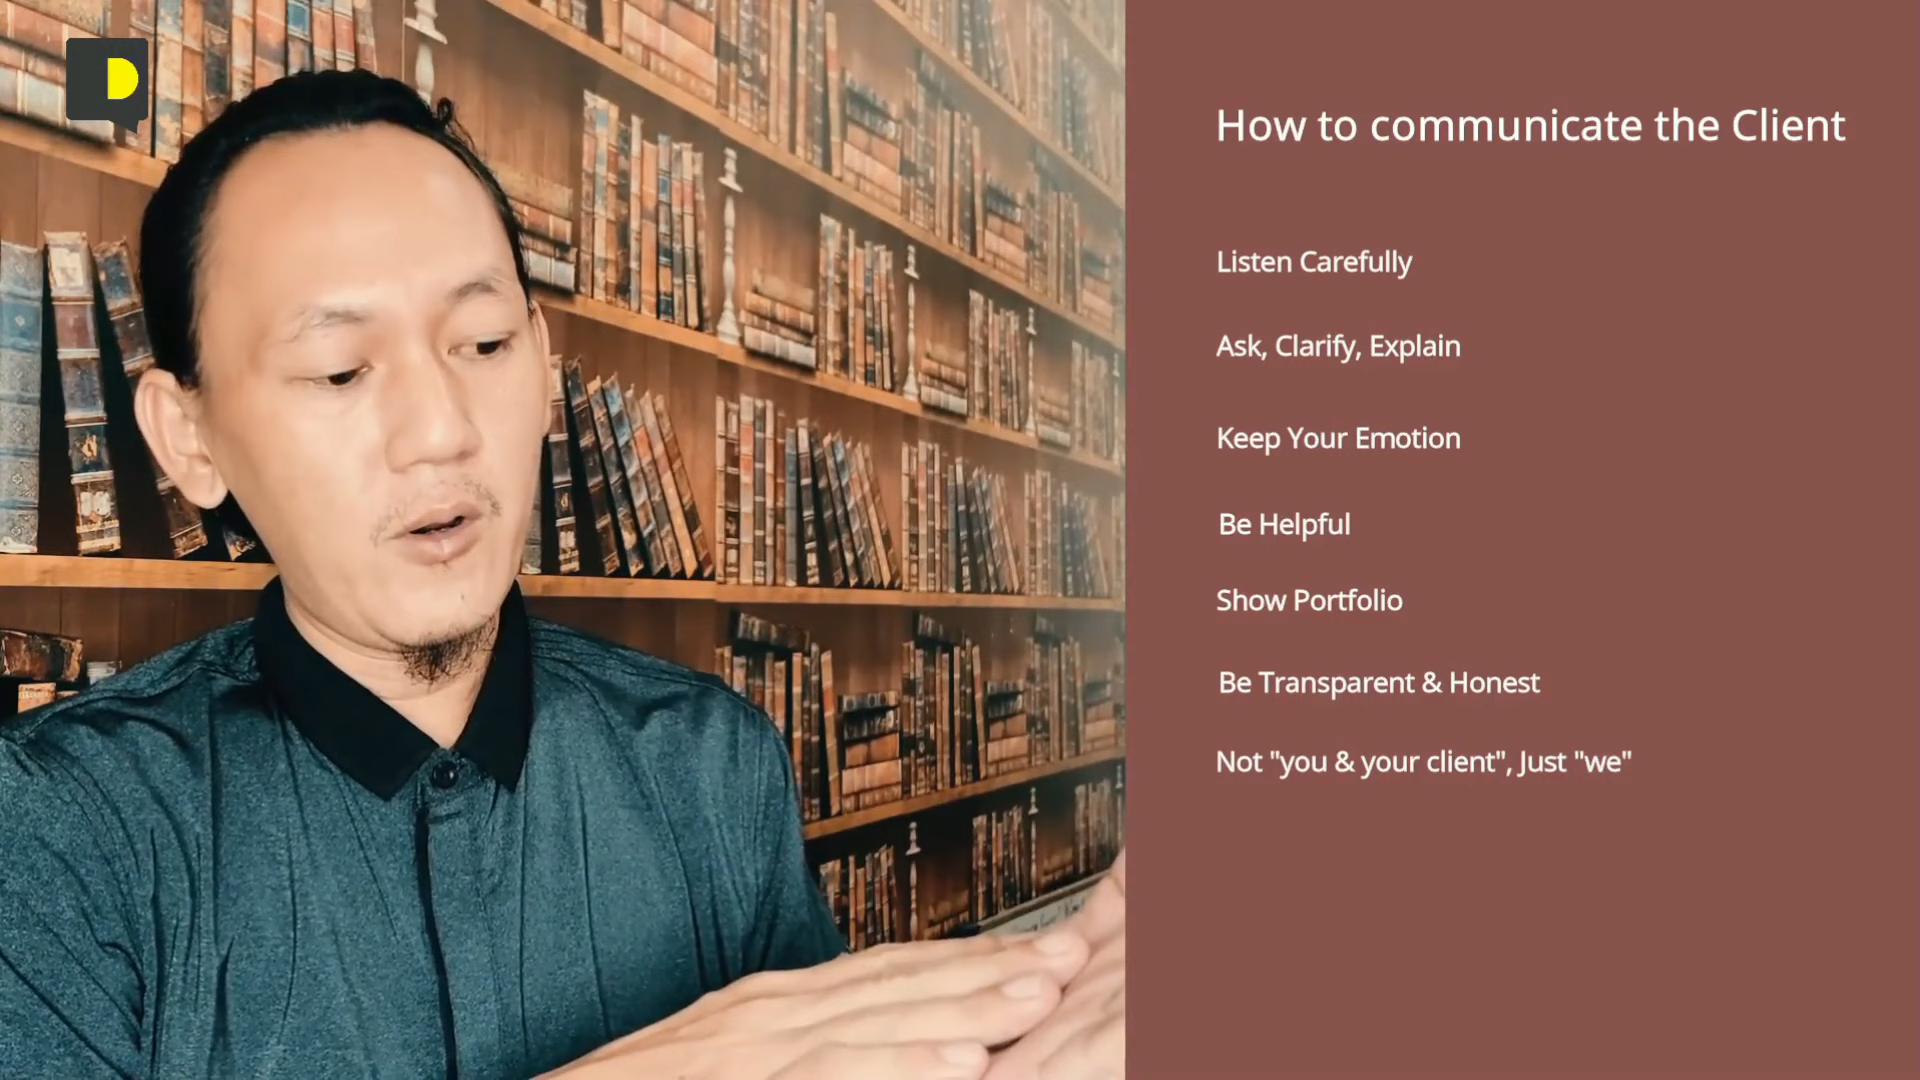 How to communicate the Client
Listen Carefully
Ask, Clarify, Explain
Keep Your Emotion
Be Helpful
Show Portfolio
Be Transparent & Honest
Not "you & your client", Just "we"